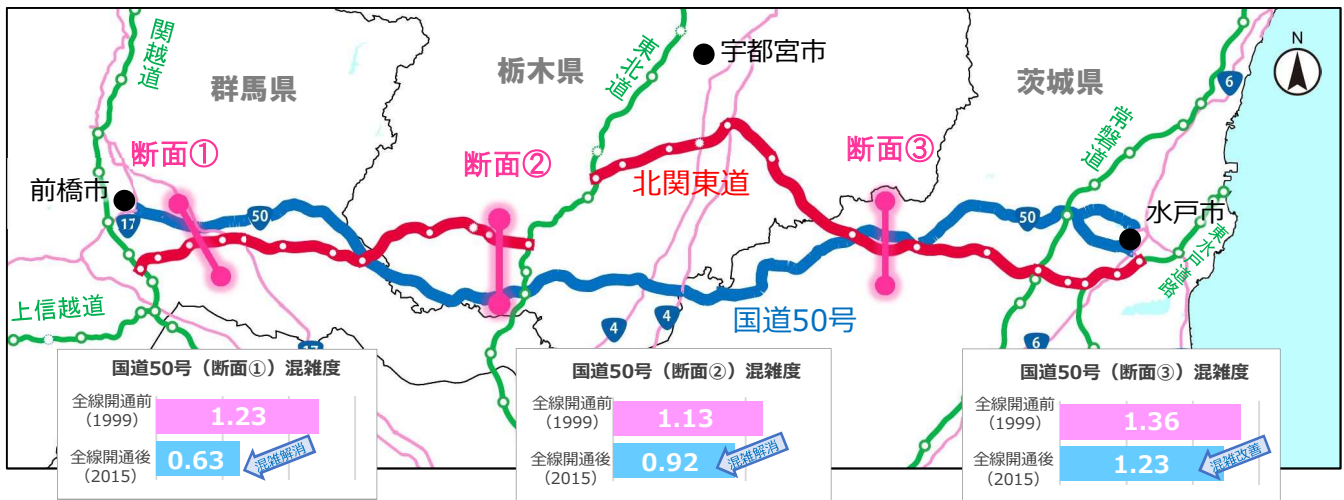 関越道
群馬県
栃木県
東北道
宇都宮市
茨城県
常磐道
6
N
断面①
断面②
断面③
前橋市
17
50
北関東道
50
水戸市
東水戸道路
上信越道
4
4
国道50号
6
17
国道50号（断面①）混雑度
全線開通前
（1999）
1.23
全線開通後
（2015）
0.63
混雑解消
国道50号（断面②）混雑度
全線開通前
（1999）
1.13
全線開通後
（2015）
0.92
混雑解消
国道50号（断面③）混雑度
全線開通前
（1999）
1.36
全線開通後
（2015）
1.23
混雑改善